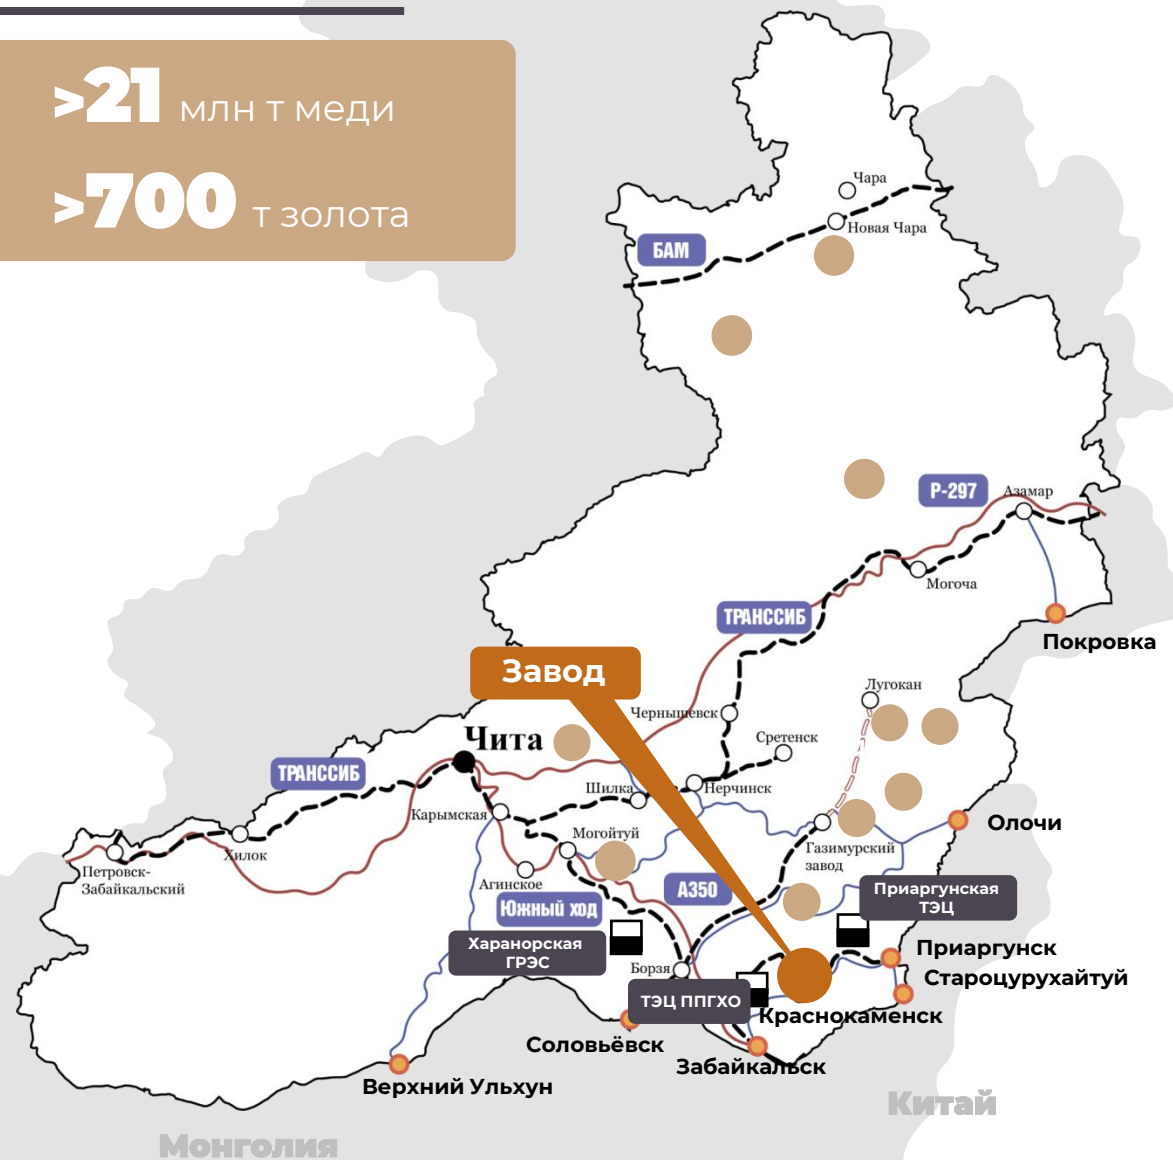 >21 млн т меди
>700 т золота
Чара
Новая Чара
БАМ
Р-297
Азамар
Могоча
ТРАНССИБ
Покровка
Завод
Лугокан
Чернышевск
Чита
Сретенск
ТРАНССИБ
Шилка
Нерчинск
Карымская
Олочи
Могойтуй
Хилок
Газимурский
завод
Петровск-
Забайкальский
Агинское
А350
Приаргунская
ТЭЦ
Южный ход
Харанорская
ГРЭС
Приаргунск
Борзя
Староцурухайтуй
ТЭЦ ППГХО
Краснокаменск
Соловьёвск
Забайкальск
Верхний Ульхун
Китай
Монголия